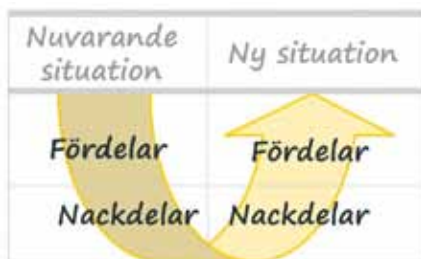 Nuvarande
situation
Ny situation
Fördelar
Fördelar
Nackdelar
Nackdelar